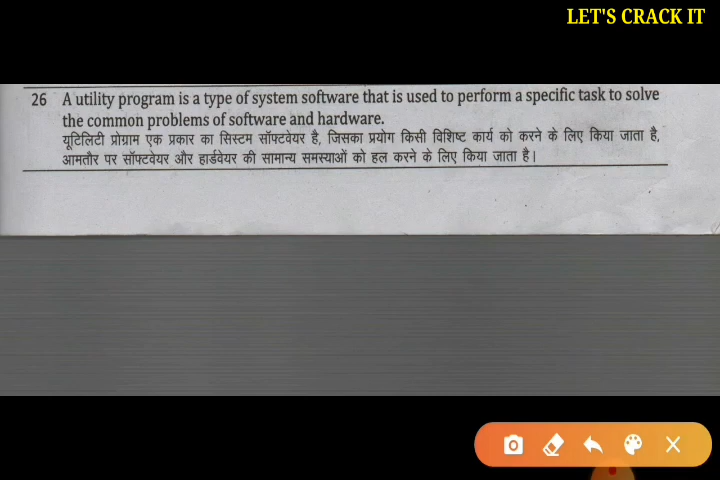 LET'S CRACK IT
26 A utility program is a type of system software that is used to perform a specific task to solve
the common problems of software and hardware.
यूटिलिटी प्रोग्राम एक प्रकार का सिस्टम सॉफ्टवेयर है, जिसका प्रयोग किसी विशिष्ट कार्य को करने के लिए किया जाता है,
आमतौर पर सॉफ्टवेयर और हार्डवेयर की सामान्य समस्याओं को हल करने के लिए किया जाता है।